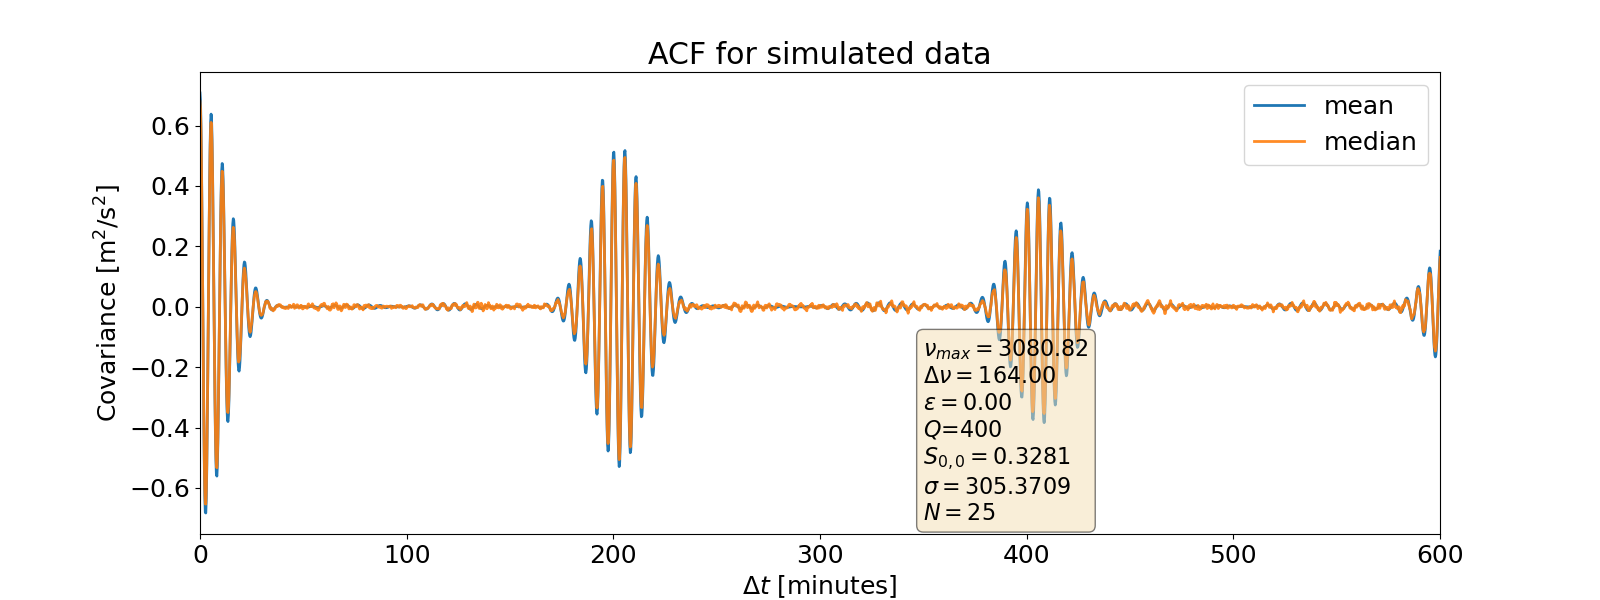 ACF for simulated data
mean
median
Covariance [m²/s²]
0.6
0.4
0.2
0.0
−0.2
−0.4
−0.6
ν_max = 3080.82
Δν = 164.00
ε = 0.00
Q=400
S_0,0 = 0.3281
σ = 305.3709
N = 25
0 100 200 300 400 500 600
Δt [minutes]